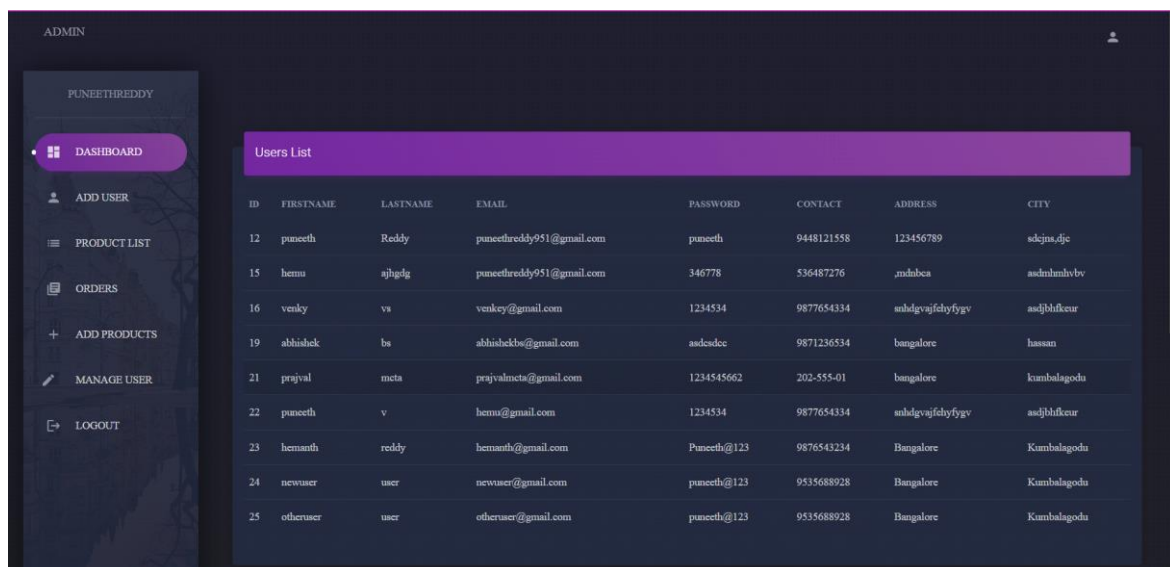 ADMIN
PUNEETHREDDY
DASHBOARD
ADD USER
PRODUCT LIST
ORDERS
ADD PRODUCTS
MANAGE USER
LOGOUT
Users List
ID FIRSTNAME LASTNAME EMAIL PASSWORD CONTACT ADDRESS CITY
12 puneeth Reddy puneethreddy951@gmail.com puneeth 9448121558 123456789 sdcjns,djc
15 hemu ajhgdg puneethreddy951@gmail.com 346778 536487276 ,mdnbca asdmhmhvbv
16 venky vs venkey@gmail.com 1234534 9877654334 snhdgvajfehyfygv asdjbhfkeur
19 abhishek bs abhishekbs@gmail.com asdcsdcc 9871236534 bangalore hassan
21 prajval meta prajvalmeta@gmail.com 1234545662 202-555-01 bangalore kumbalagodu
22 puneeth v hemu@gmail.com 1234534 9877654334 snhdgvajfehyfygv asdjbhfkeur
23 hemanth reddy hemanth@gmail.com Puneeth@123 9876543234 Bangalore Kumbalagodu
24 newuser user newuser@gmail.com puneeth@123 9535688928 Bangalore Kumbalagodu
25 otheruser user otheruser@gmail.com puneeth@123 9535688928 Bangalore Kumbalagodu